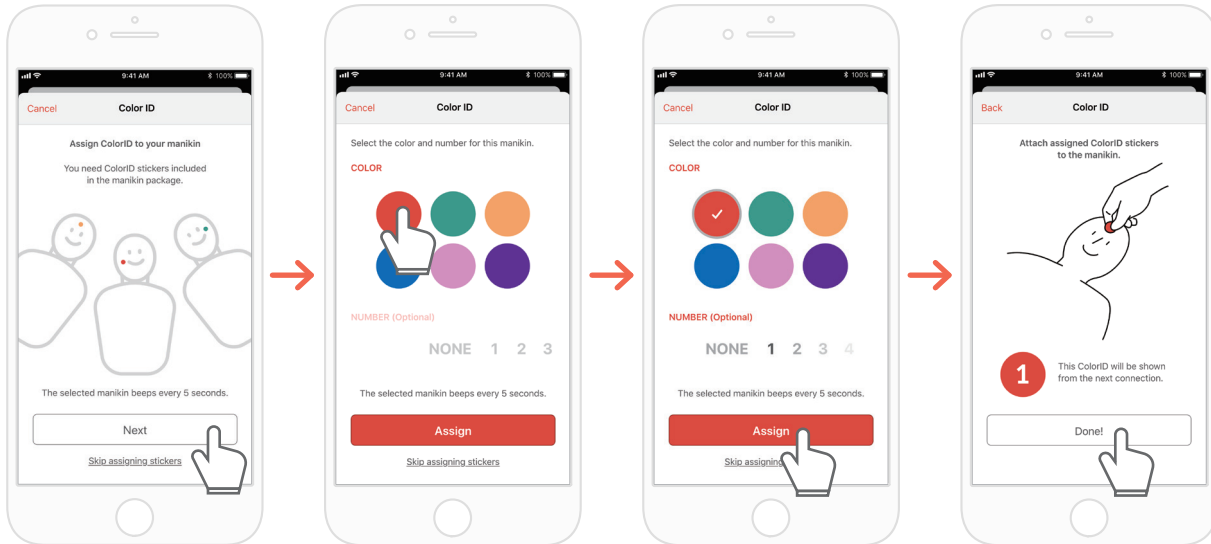 9:41 AM
100%
Cancel
Color ID
Assign ColorID to your manikin
You need ColorID stickers included
in the manikin package.
The selected manikin beeps every 5 seconds.
Next
Skip assigning stickers
9:41 AM
100%
Cancel
Color ID
Select the color and number for this manikin.
COLOR
NUMBER (Optional)
NONE 1 2 3
The selected manikin beeps every 5 seconds.
Assign
Skip assigning stickers
9:41 AM
100%
Cancel
Color ID
Select the color and number for this manikin.
COLOR
NUMBER (Optional)
NONE 1 2 3 4
The selected manikin beeps every 5 seconds.
Assign
Skip assigning
9:41 AM
100%
Back
Color ID
Attach assigned ColorID stickers
to the manikin.
1
This ColorID will be shown
from the next connection.
Done!